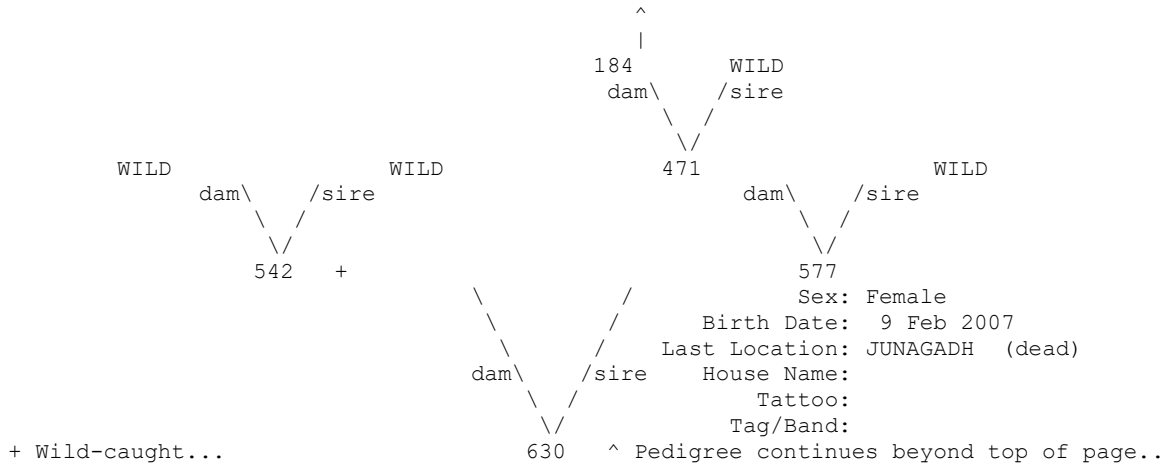 ^
|
184 WILD
dam\ /sire
\ /
\/
WILD WILD 471 WILD
dam\ /sire dam\ /sire
\ / \ /
\/ \/
542 + 577
\ / Sex: Female
\ / Birth Date: 9 Feb 2007
\ / Last Location: JUNAGADH (dead)
dam\ /sire House Name:
\ / Tattoo:
\/ Tag/Band:
+ Wild-caught... 630 ^ Pedigree continues beyond top of page..